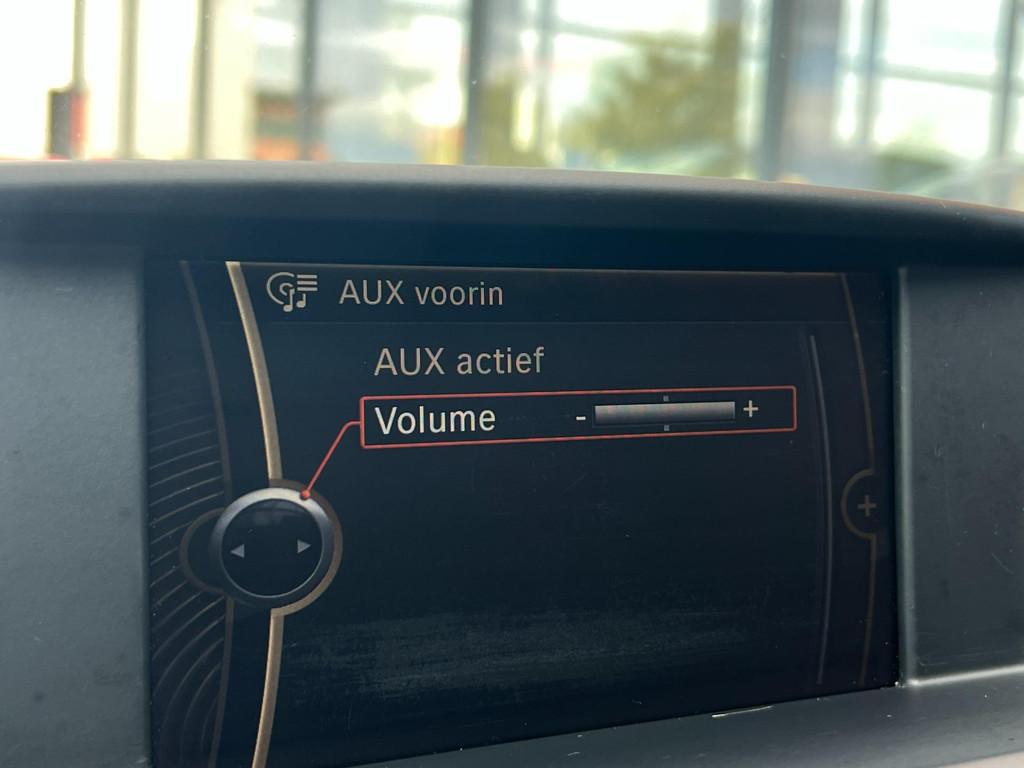 AUX voorin
AUX actief
Volume - +
+